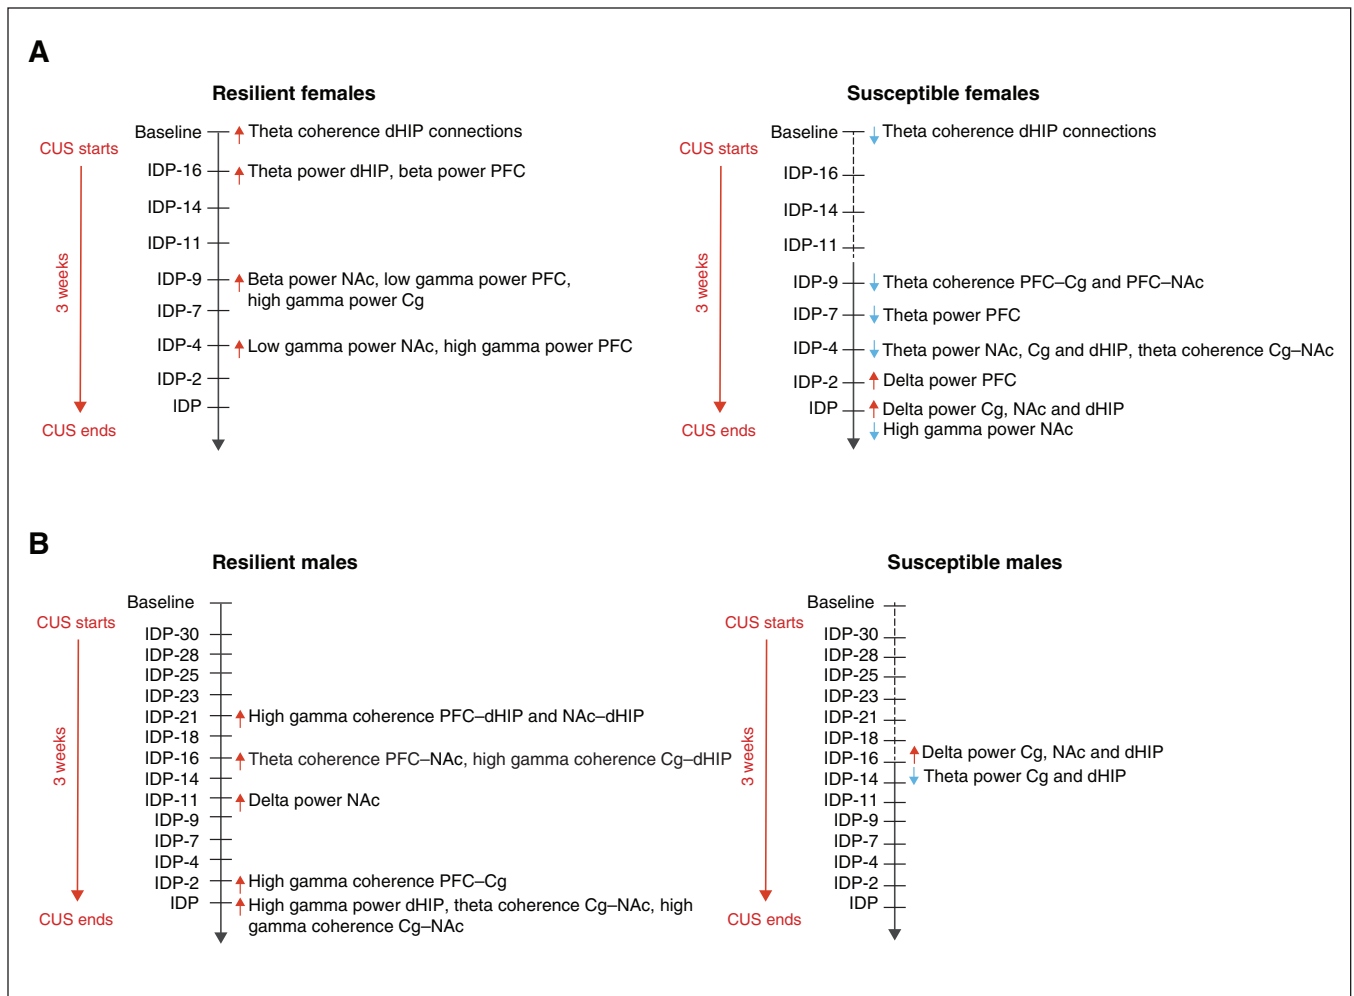 A
Resilient females
Baseline
Theta coherence dHIP connections
CUS starts
IDP-16
Theta power dHIP, beta power PFC
IDP-14
IDP-11
3 weeks
IDP-9
Beta power NAc, low gamma power PFC,
high gamma power Cg
IDP-7
IDP-4
Low gamma power NAc, high gamma power PFC
IDP-2
IDP
CUS ends
Susceptible females
Baseline
Theta coherence dHIP connections
CUS starts
IDP-16
IDP-14
IDP-11
3 weeks
IDP-9
Theta coherence PFC–Cg and PFC–NAc
IDP-7
Theta power PFC
IDP-4
Theta power NAc, Cg and dHIP, theta coherence Cg–NAc
IDP-2
Delta power PFC
IDP
Delta power Cg, NAc and dHIP
High gamma power NAc
CUS ends
B
Resilient males
Baseline
CUS starts
IDP-30
IDP-28
IDP-25
IDP-23
IDP-21
High gamma coherence PFC–dHIP and NAc–dHIP
IDP-18
3 weeks
IDP-16
Theta coherence PFC–NAc, high gamma coherence Cg–dHIP
IDP-14
IDP-11
Delta power NAc
IDP-9
IDP-7
IDP-4
IDP-2
High gamma coherence PFC–Cg
IDP
High gamma power dHIP, theta coherence Cg–NAc, high
gamma coherence Cg–NAc
CUS ends
Susceptible males
Baseline
CUS starts
IDP-30
IDP-28
IDP-25
IDP-23
IDP-21
IDP-18
3 weeks
IDP-16
Delta power Cg, NAc and dHIP
IDP-14
Theta power Cg and dHIP
IDP-11
IDP-9
IDP-7
IDP-4
IDP-2
IDP
CUS ends